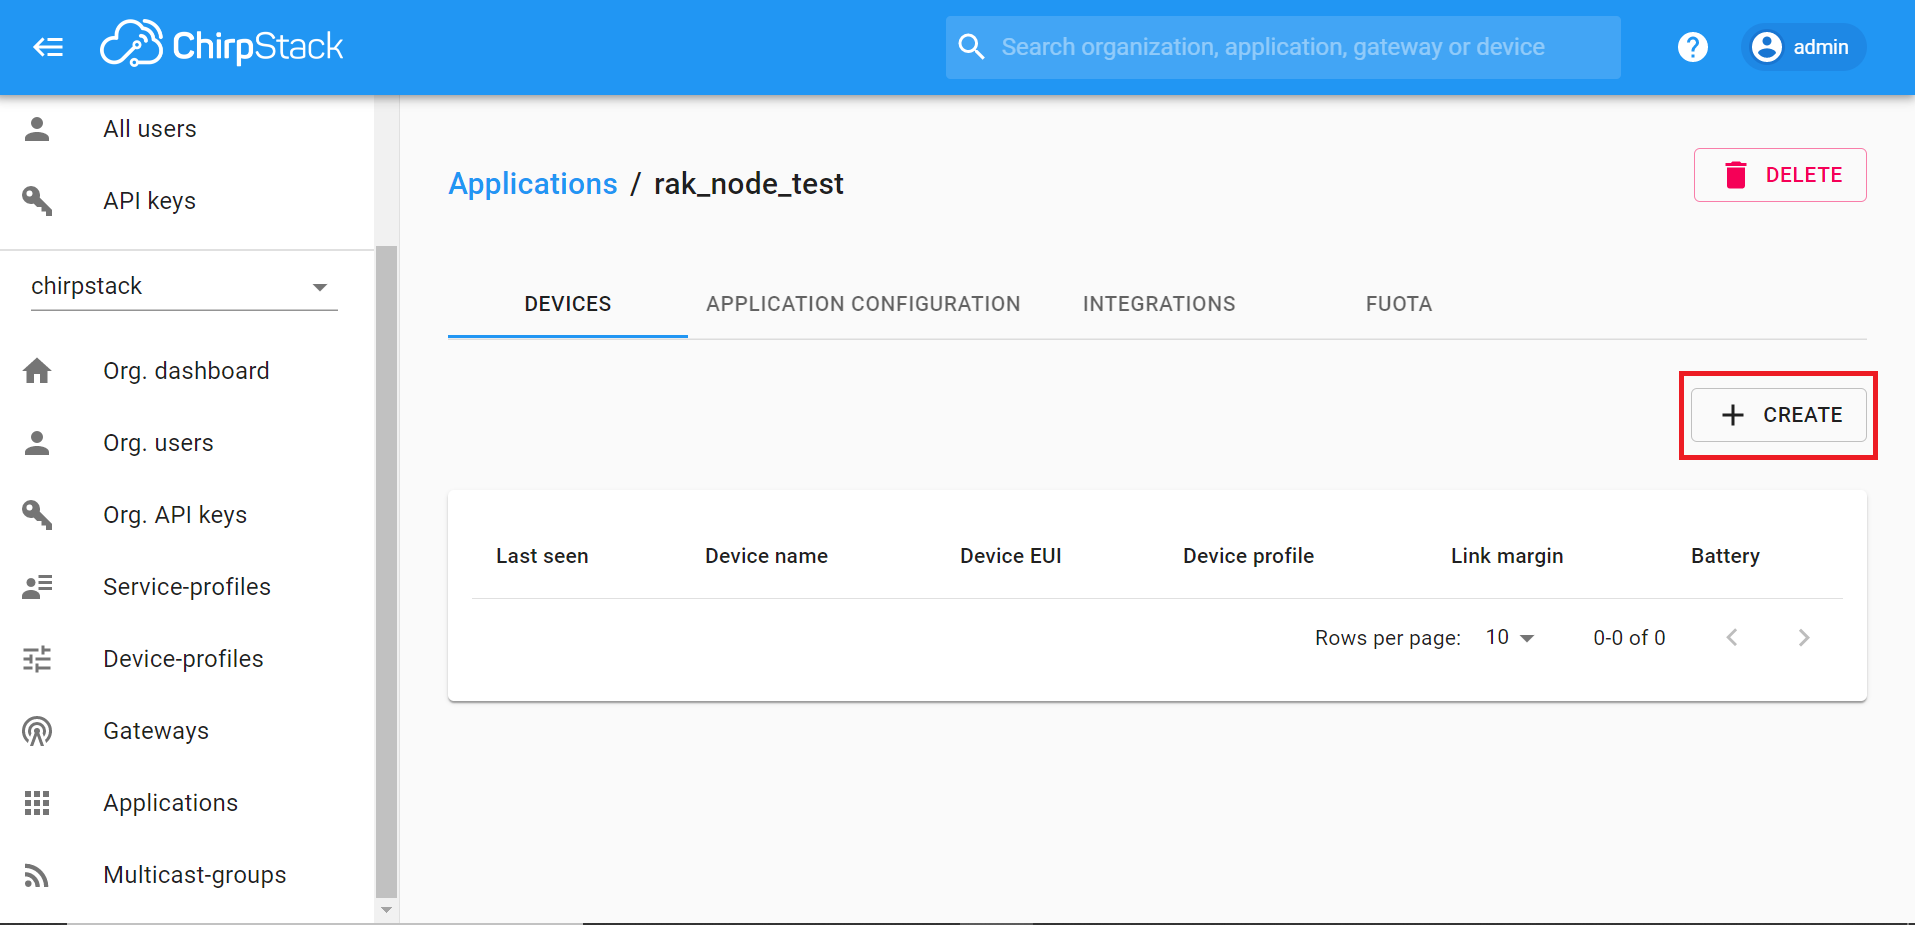 ChirpStack
Search organization, application, gateway or device
?
admin
All users
API keys
chirpstack
Org. dashboard
Org. users
Org. API keys
Service-profiles
Device-profiles
Gateways
Applications
Multicast-groups
Applications / rak_node_test
DELETE
DEVICES APPLICATION CONFIGURATION INTEGRATIONS FUOTA
+ CREATE
Last seen Device name Device EUI Device profile Link margin Battery
Rows per page: 10 0-0 of 0